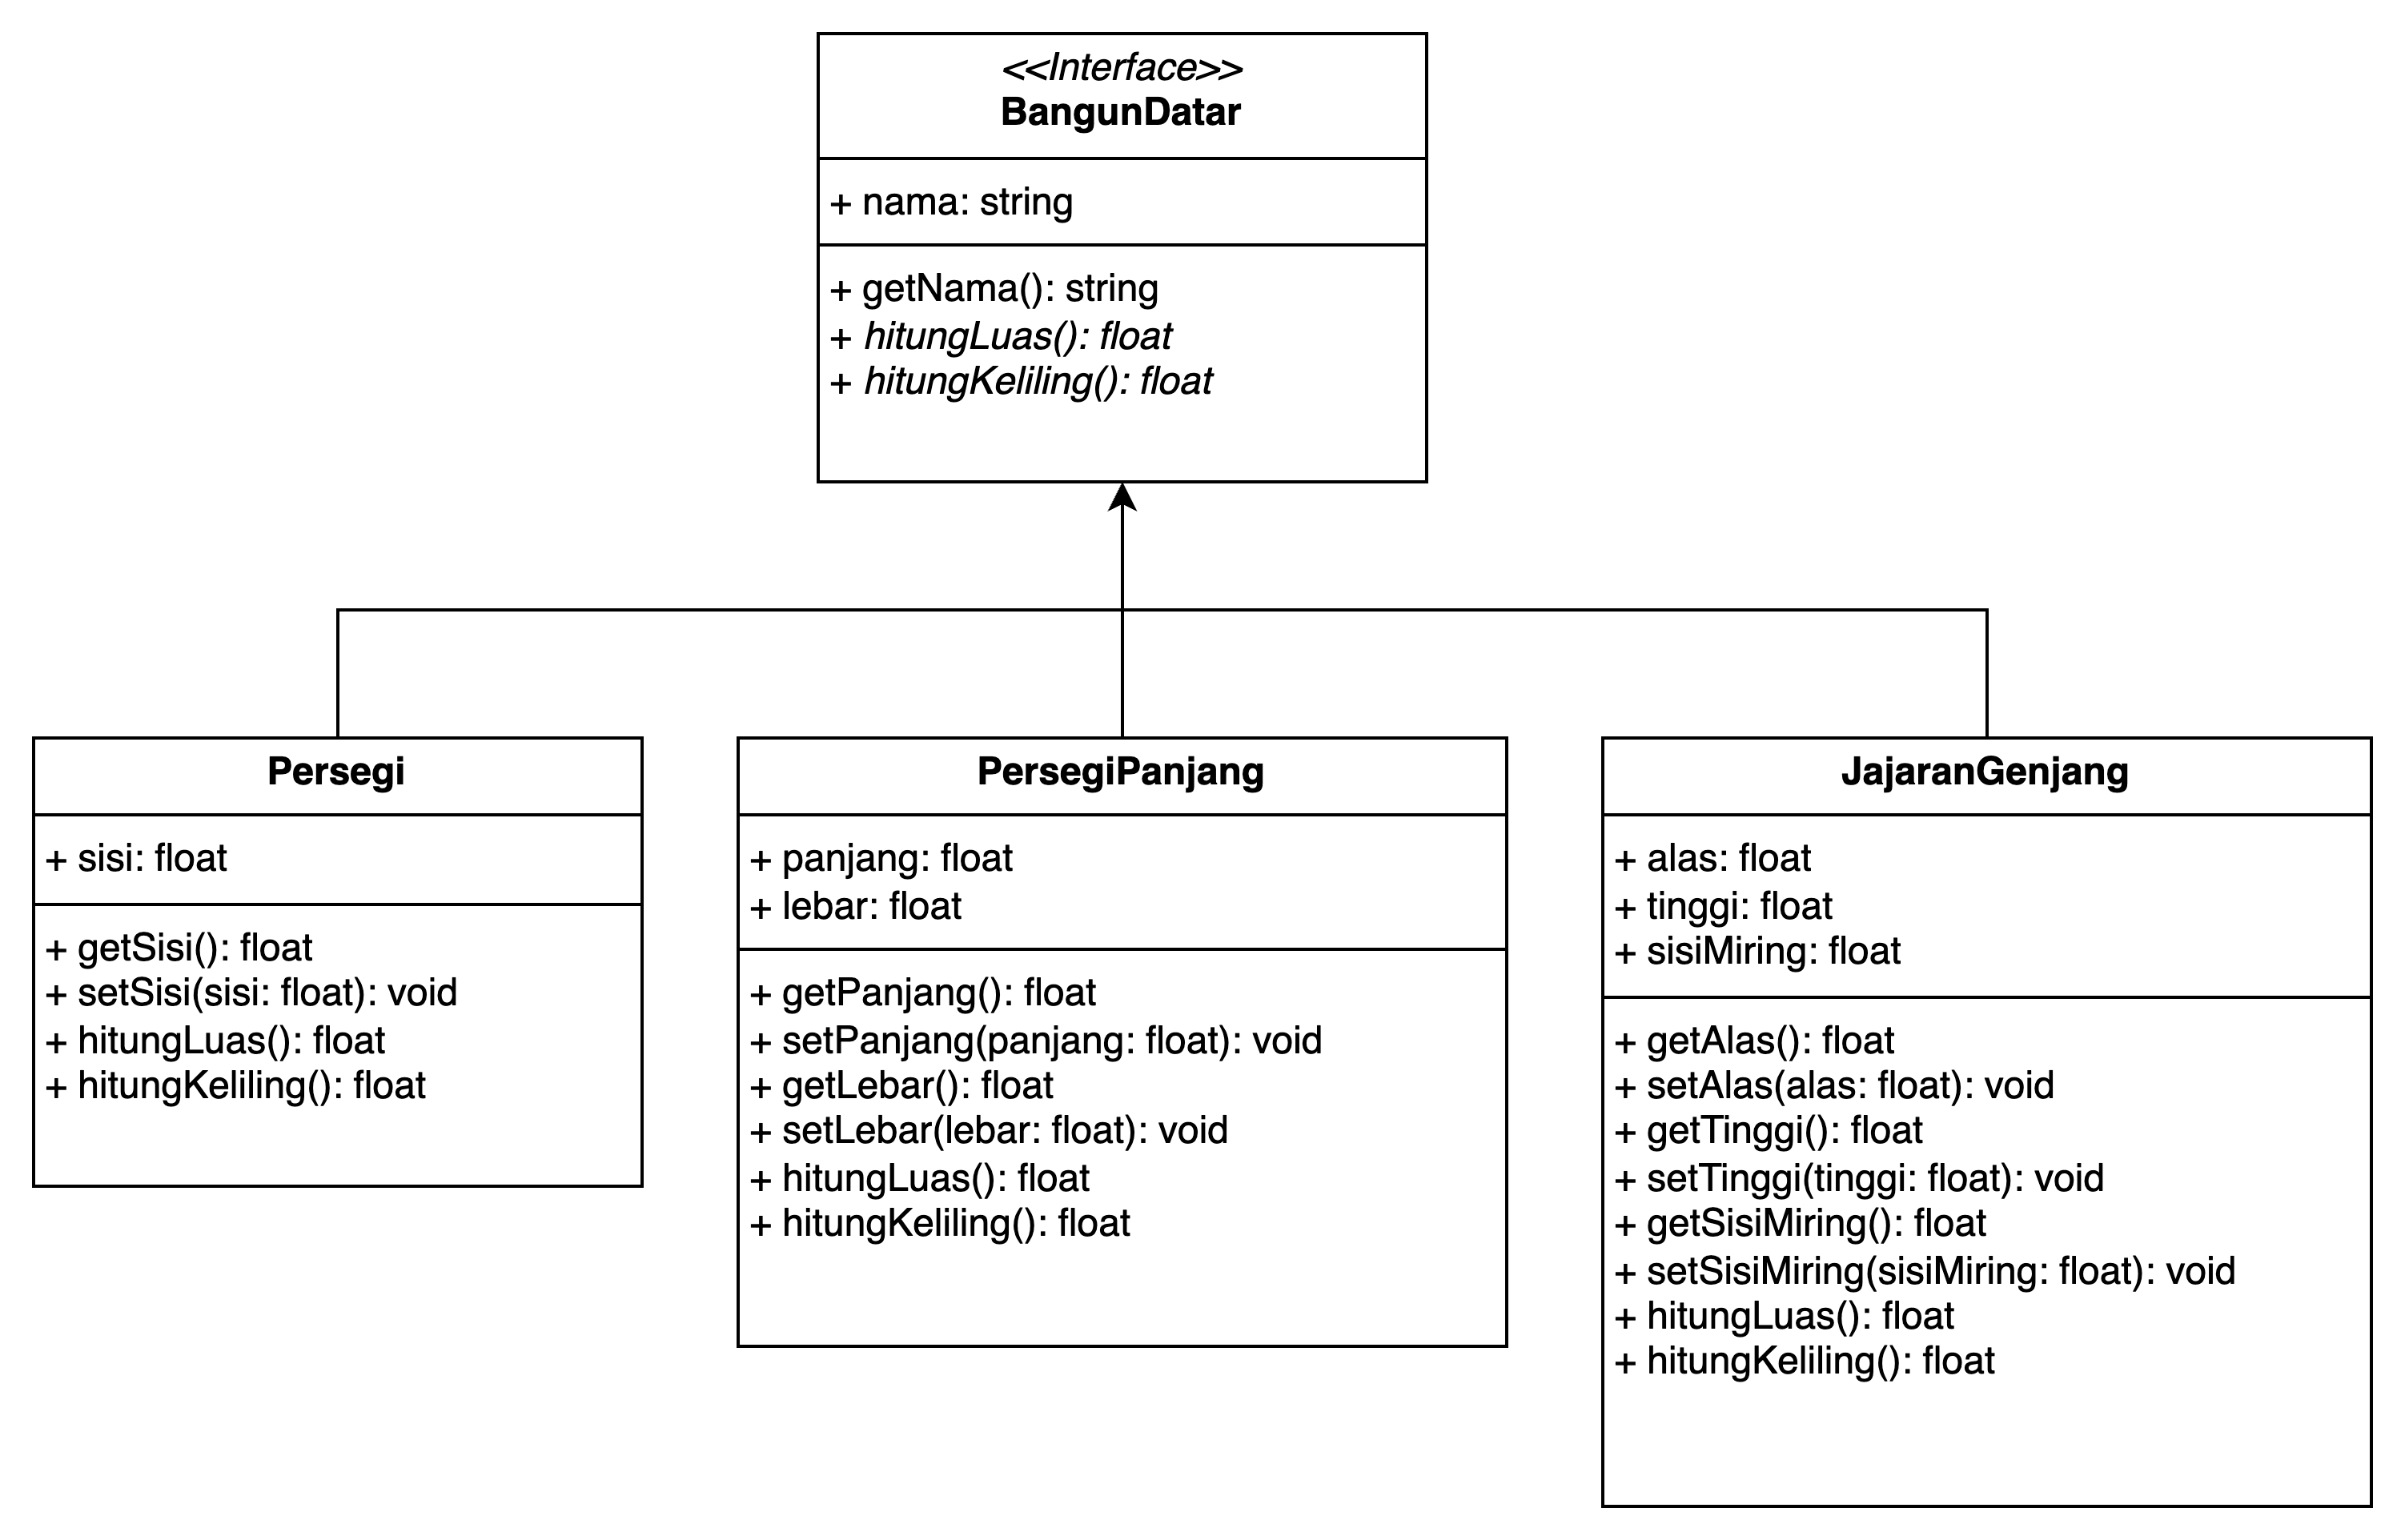 <<Interface>>
BangunDatar
+ nama: string
+ getNama(): string
+ hitungLuas(): float
+ hitungKeliling(): float
Persegi
+ sisi: float
+ getSisi(): float
+ setSisi(sisi: float): void
+ hitungLuas(): float
+ hitungKeliling(): float
PersegiPanjang
+ panjang: float
+ lebar: float
+ getPanjang(): float
+ setPanjang(panjang: float): void
+ getLebar(): float
+ setLebar(lebar: float): void
+ hitungLuas(): float
+ hitungKeliling(): float
JajaranGenjang
+ alas: float
+ tinggi: float
+ sisiMiring: float
+ getAlas(): float
+ setAlas(alas: float): void
+ getTinggi(): float
+ setTinggi(tinggi: float): void
+ getSisiMiring(): float
+ setSisiMiring(sisiMiring: float): void
+ hitungLuas(): float
+ hitungKeliling(): float